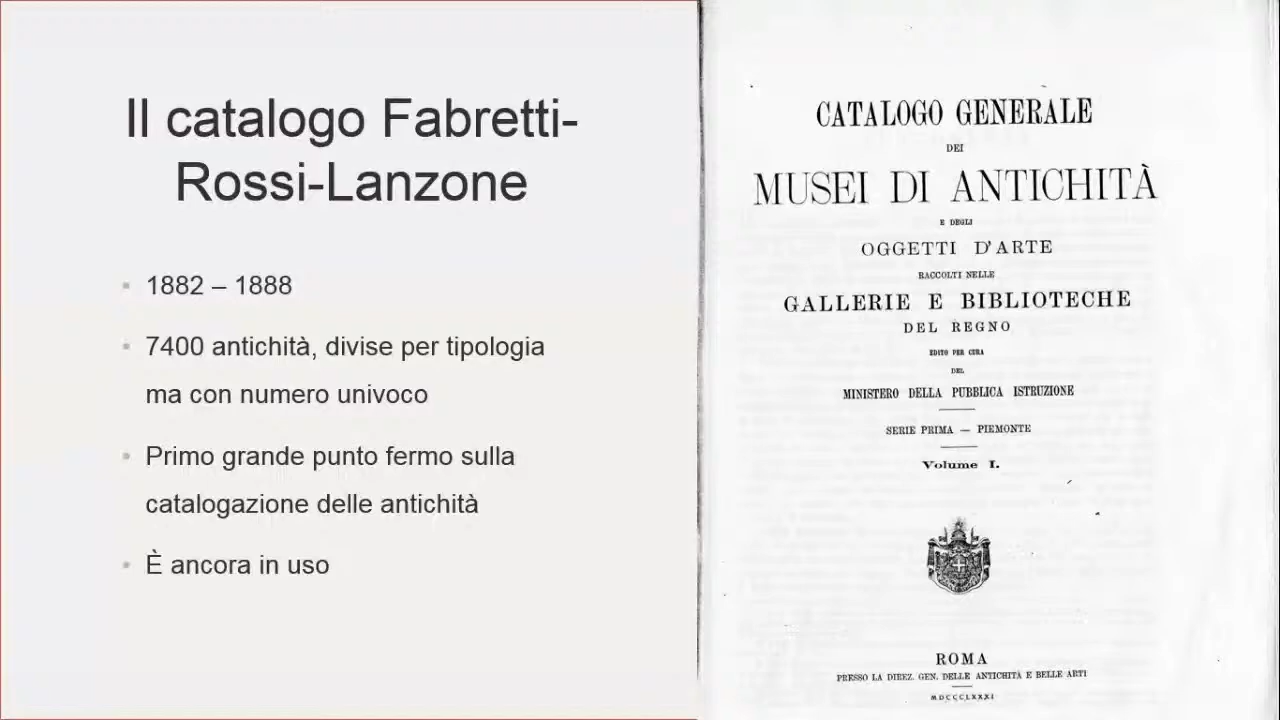 Il catalogo Fabretti-
Rossi-Lanzone
1882 – 1888
7400 antichità, divise per tipologia
ma con numero univoco
Primo grande punto fermo sulla
catalogazione delle antichità
È ancora in uso
CATALOGO GENERALE
DEI
MUSEI DI ANTICHITÀ
E DEGLI
OGGETTI D'ARTE
RACCOLTI NELLE
GALLERIE E BIBLIOTECHE
DEL REGNO
EDITO PER CURA
DEL
MINISTERO DELLA PUBBLICA ISTRUZIONE
SERIE PRIMA — PIEMONTE
Volume I.
ROMA
PRESSO LA DIREZ. GEN. DELLE ANTICHITÀ E BELLE ARTI
MDCCCLXXXI